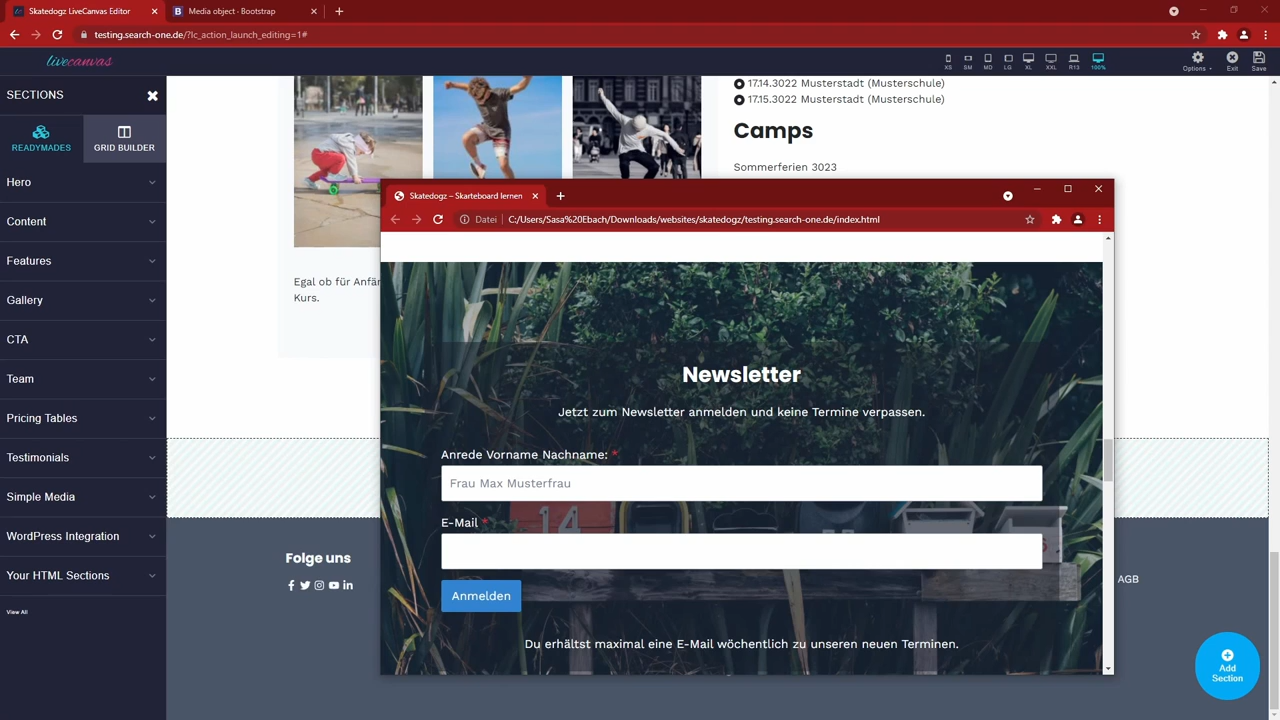 Skatedogz LiveCanvas Editor
Media object · Bootstrap
testing.search-one.de/?lc_action_launch_editing=1#
livecanvas
XS
SM
MD
LG
XL
XXL
R13
100%
Options
Exit
Save
SECTIONS
READYMADES
GRID BUILDER
Hero
Content
Features
Gallery
CTA
Team
Pricing Tables
Testimonials
Simple Media
WordPress Integration
Your HTML Sections
View All
17.14.3022 Musterstadt (Musterschule)
17.15.3022 Musterstadt (Musterschule)
Camps
Sommerferien 3023
Egal ob für Anfän
Kurs.
Skatedogz – Skarteboard lernen
Datei
C:/Users/Sasa%20Ebach/Downloads/websites/skatedogz/testing.search-one.de/index.html
Newsletter
Jetzt zum Newsletter anmelden und keine Termine verpassen.
Anrede Vorname Nachname: *
Frau Max Musterfrau
14
E-Mail *
Anmelden
Du erhältst maximal eine E-Mail wöchentlich zu unseren neuen Terminen.
Folge uns
AGB
Add
Section